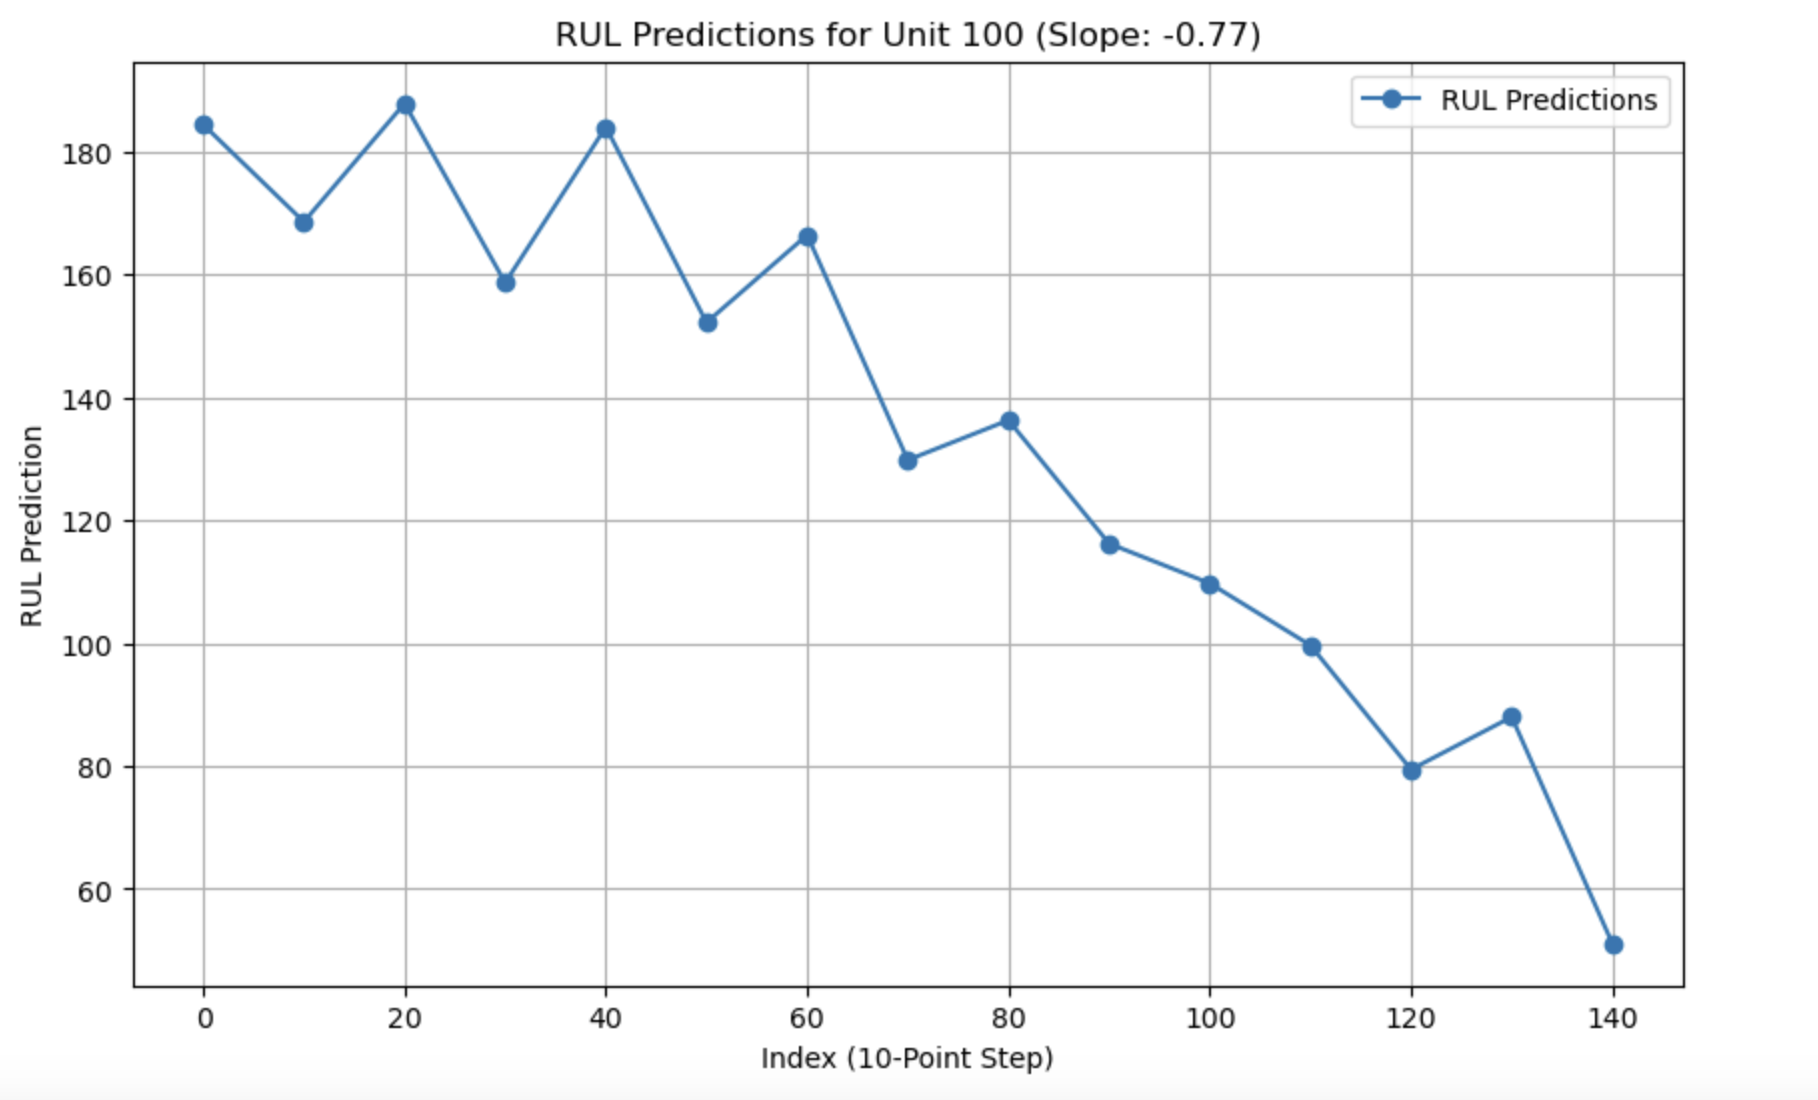 RUL Predictions for Unit 100 (Slope: -0.77)
RUL Predictions
180
160
140
120
100
80
60
RUL Prediction
0 20 40 60 80 100 120 140
Index (10-Point Step)